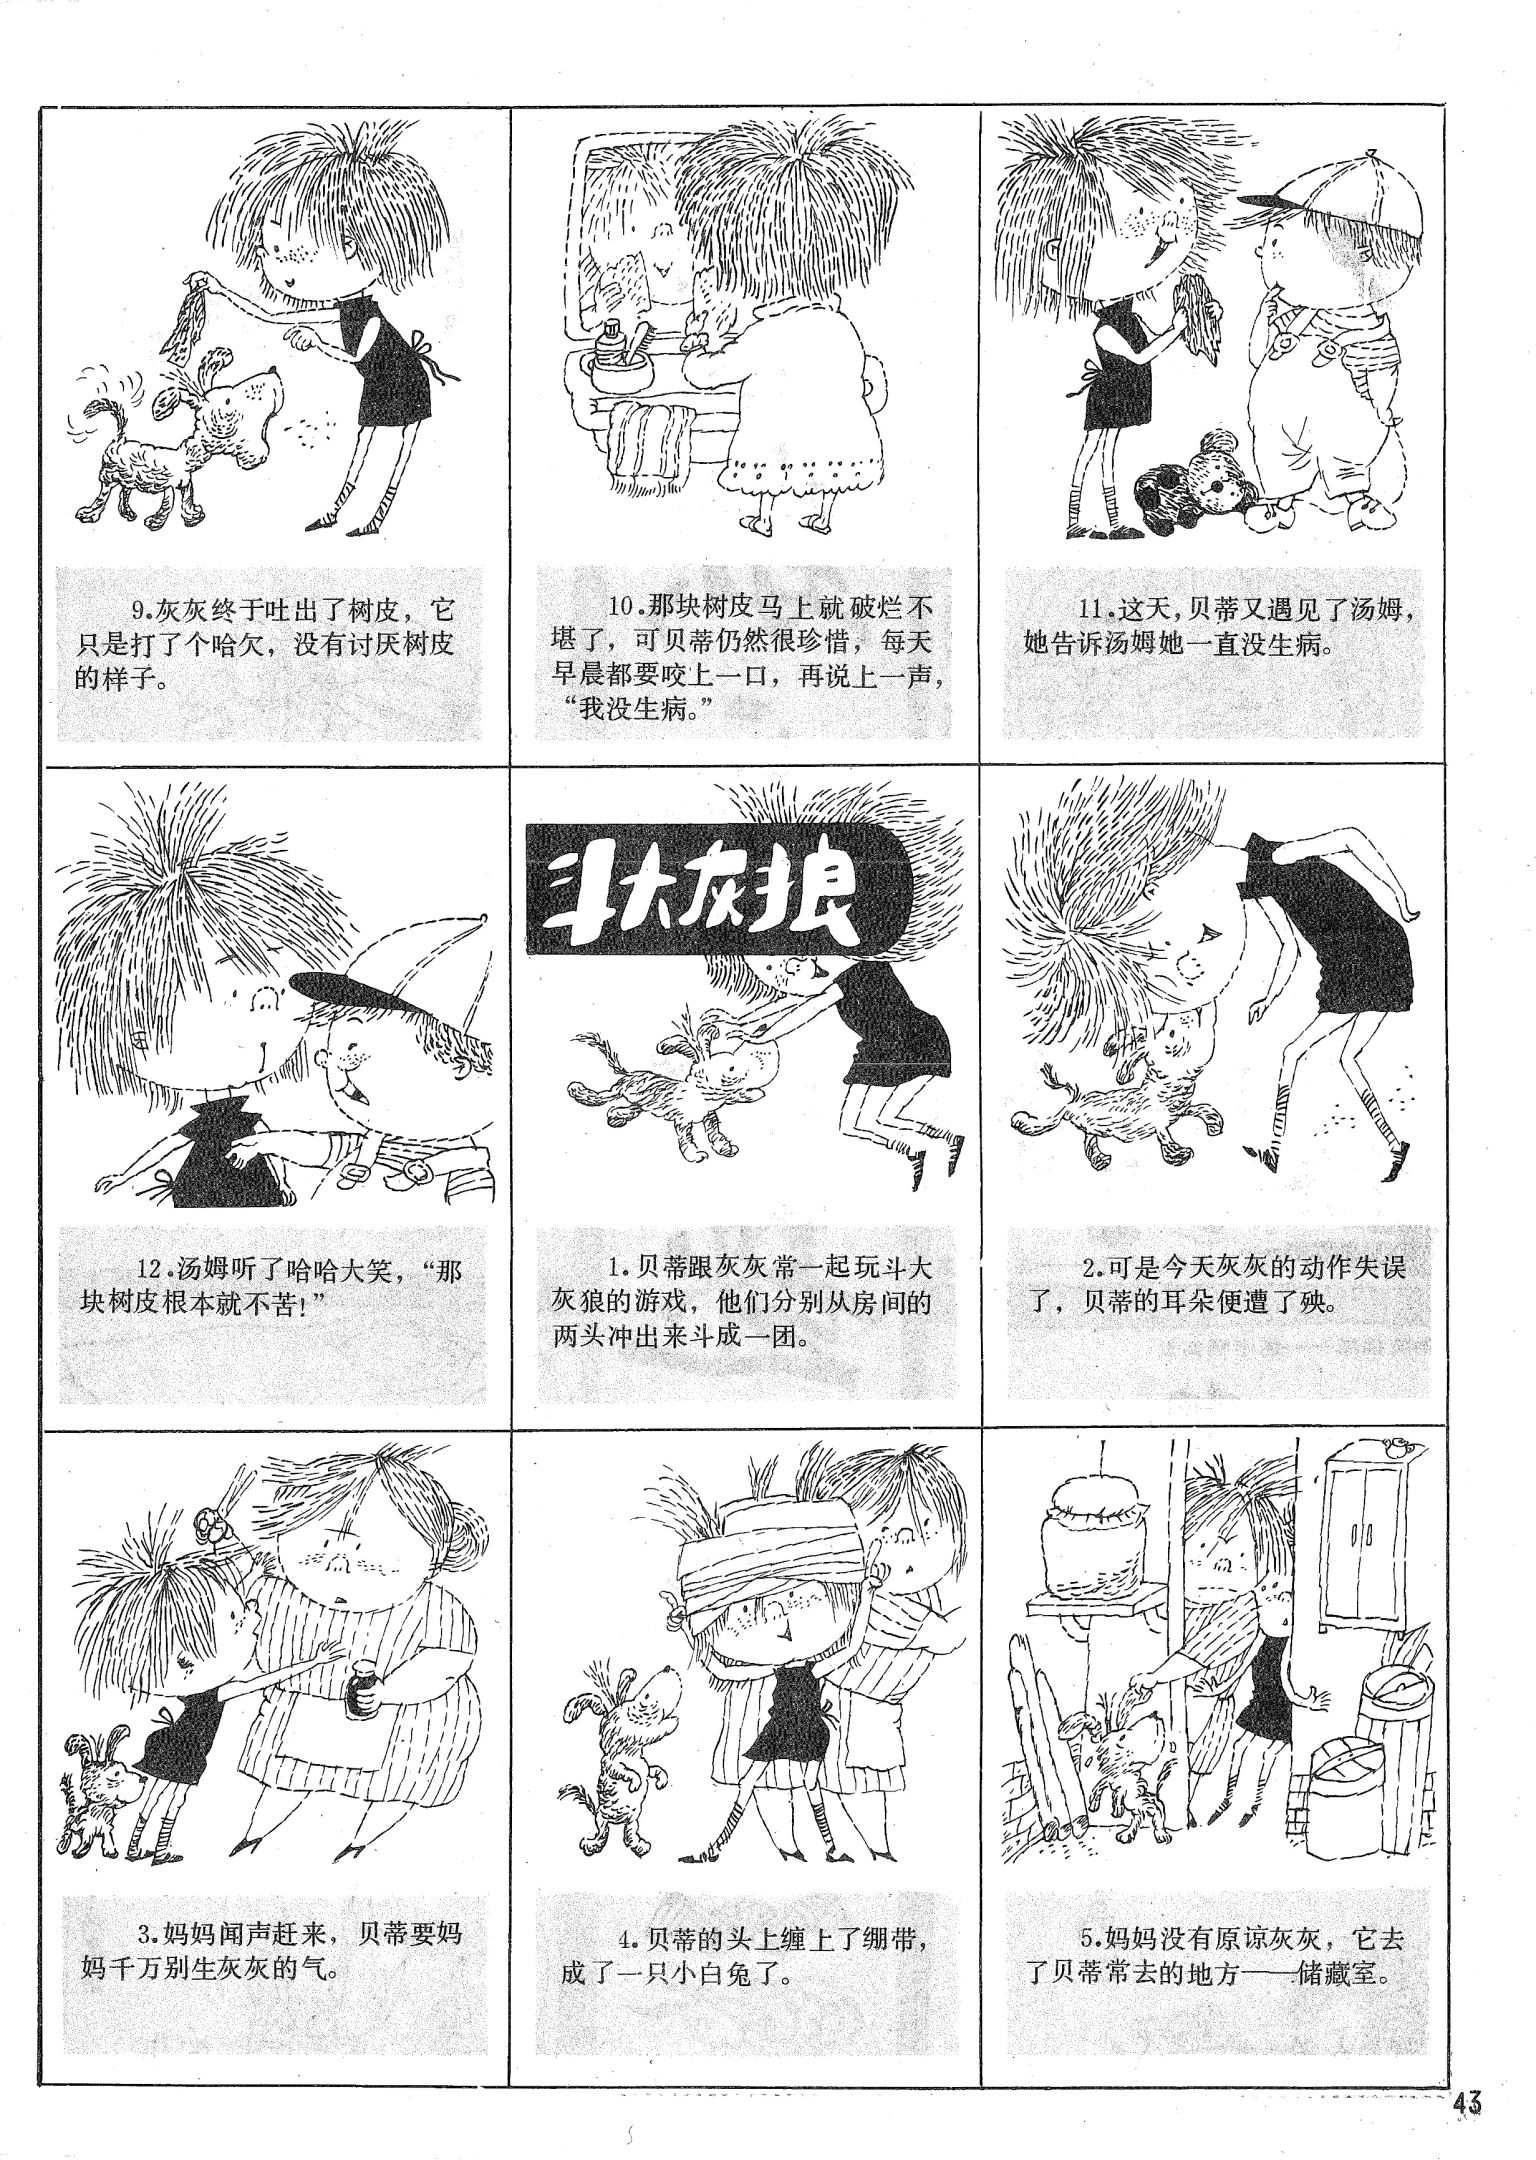 9.灰灰终于吐出了树皮，它
只是打了个哈欠，没有讨厌树皮
的样子。
10.那块树皮马上就破烂不
堪了，可贝蒂仍然很珍惜，每天
早晨都要咬上一口，再说上一声，
“我没生病。”
11.这天，贝蒂又遇见了汤姆，
她告诉汤姆她一直没生病。
12.汤姆听了哈哈大笑，“那
块树皮根本就不苦！”
斗大灰狼
1.贝蒂跟灰灰常一起玩斗大
灰狼的游戏，他们分别从房间的
两头冲出来斗成一团。
2.可是今天灰灰的动作失误
了，贝蒂的耳朵便遭了殃。
3.妈妈闻声赶来，贝蒂要妈
妈千万别生灰灰的气。
4.贝蒂的头上缠上了绷带，
成了一只小白兔了。
5.妈妈没有原谅灰灰，它去
了贝蒂常去的地方——储藏室。
43